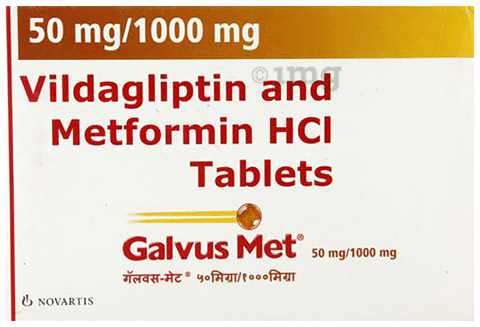 50 mg/1000 mg
©1mg
Vildagliptin and
Metformin HCl
Tablets
Galvus Met® 50 mg/1000 mg
गॅलवस-मेट® ५०मिग्रा/१०००मिग्रा
NOVARTIS